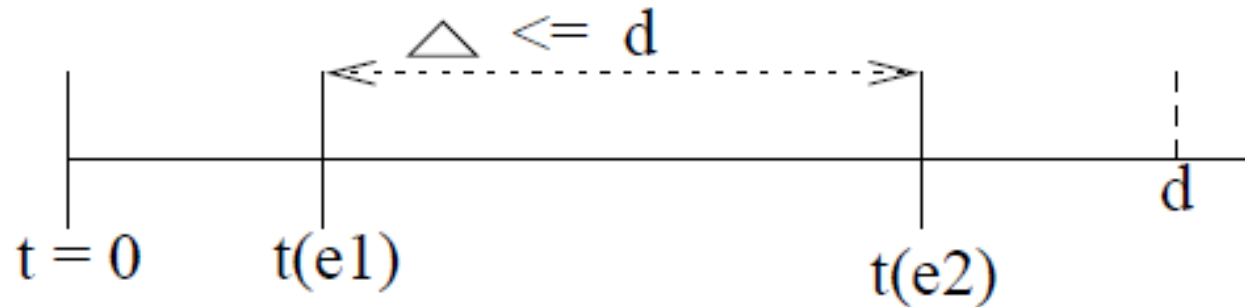 △ <= d
d
t = 0 t(e1) t(e2)